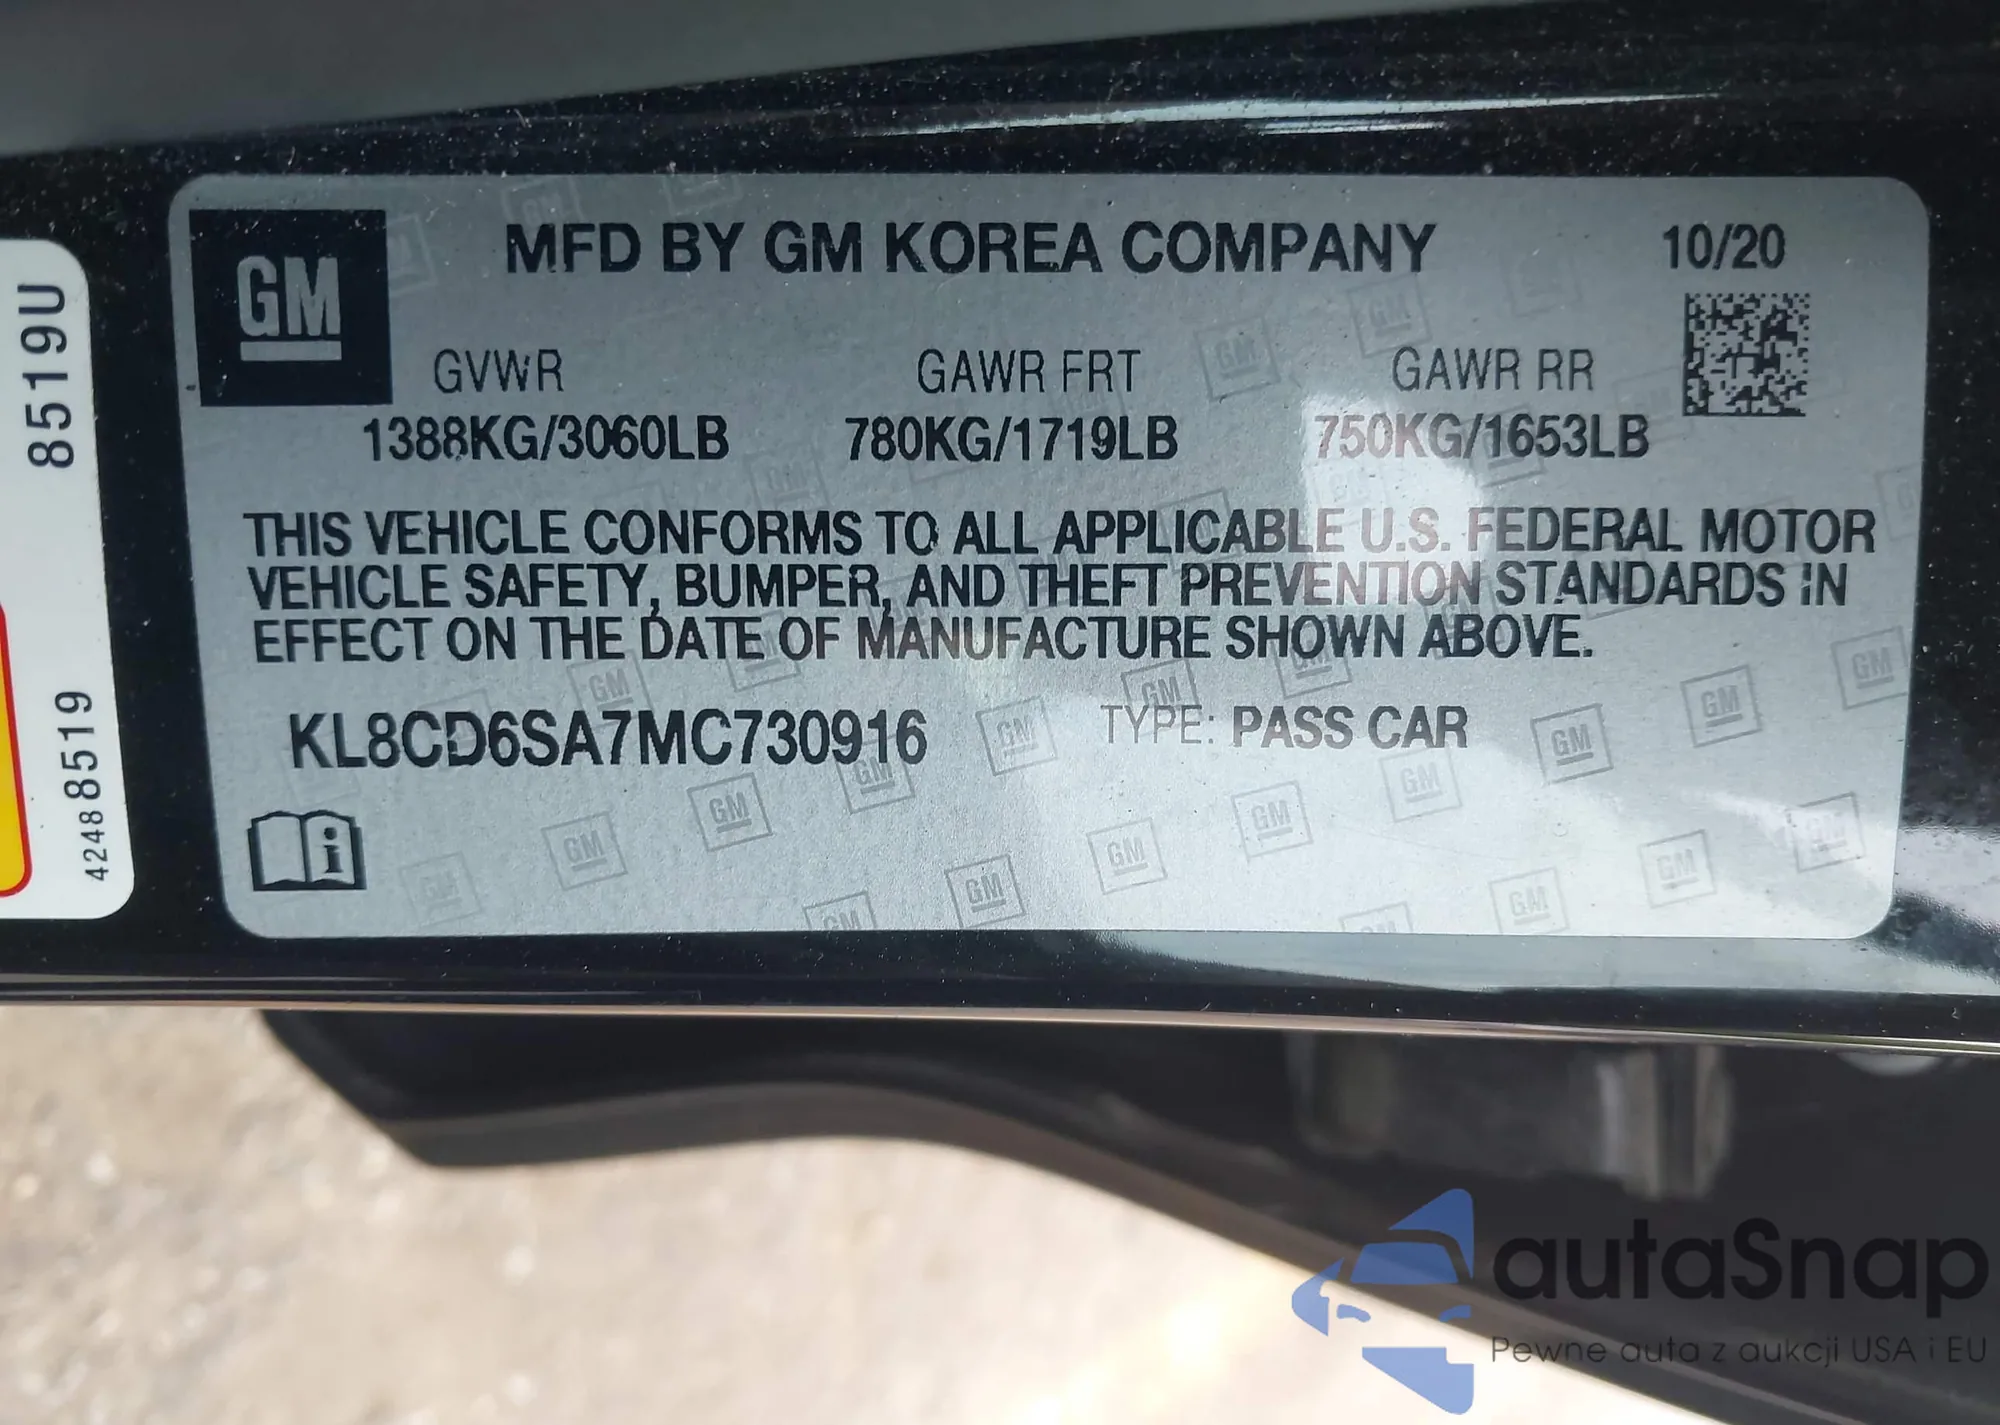 GM
MFD BY GM KOREA COMPANY
10/20
GVWR
GAWR FRT
GAWR RR
1388KG/3060LB
780KG/1719LB
750KG/1653LB
THIS VEHICLE CONFORMS TO ALL APPLICABLE U.S. FEDERAL MOTOR
VEHICLE SAFETY, BUMPER, AND THEFT PREVENTION STANDARDS IN
EFFECT ON THE DATE OF MANUFACTURE SHOWN ABOVE.
KL8CD6SA7MC730916
TYPE: PASS CAR
8519U
42488519
autaSnap
Pewne auta z aukcji USA i EU